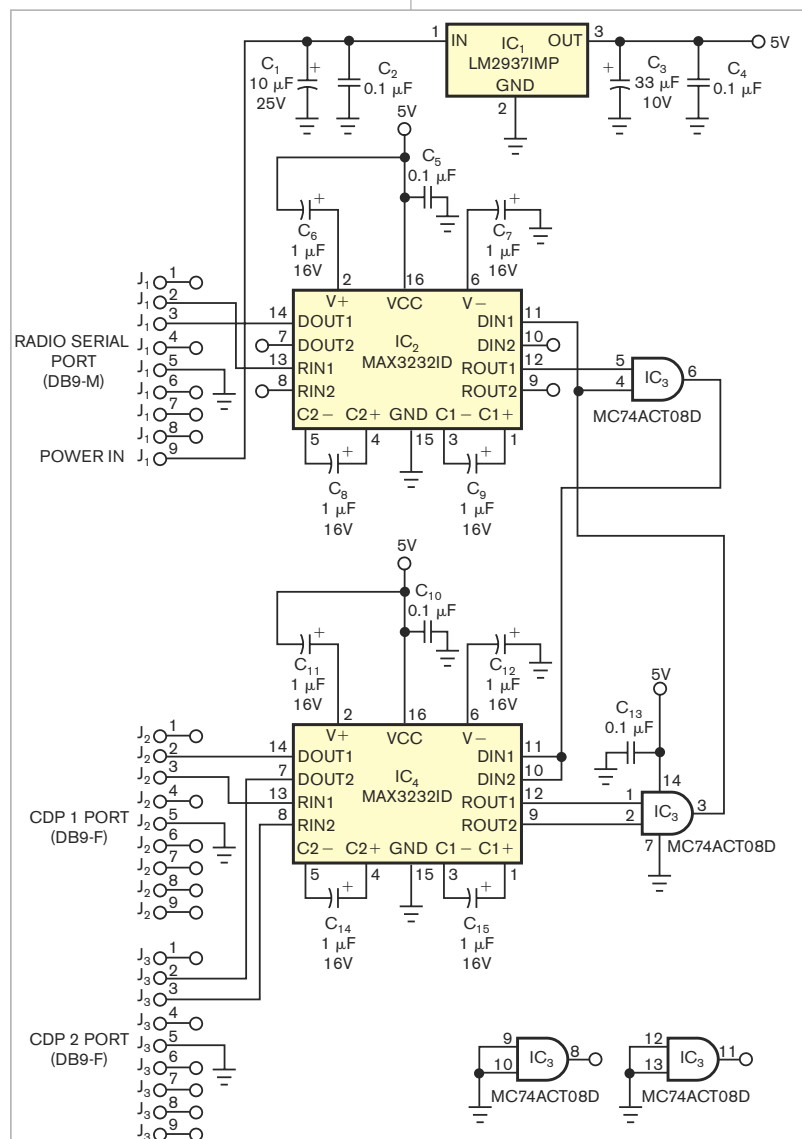 1 IN IC1 OUT 3 5V
LM2937IMP
GND
2
C1 + 10 µF 25V
C2 0.1 µF
+ C3 33 µF 10V
C4 0.1 µF
5V
C5 0.1 µF
+ C6 1 µF 16V
+ C7 1 µF 16V
2 16 6
V+ VCC V−
14 DOUT1 DIN1 11
7 DOUT2 IC2 DIN2 10
13 RIN1 MAX3232ID ROUT1 12
8 RIN2 ROUT2 9
C2− C2+ GND C1− C1+
5 4 15 3 1
+ C8 1 µF 16V
+ C9 1 µF 16V
5 4 IC3 6
MC74ACT08D
J1 1
J1 2
J1 3
RADIO SERIAL
PORT
(DB9-M)
J1 4
J1 5
J1 6
J1 7
J1 8
POWER IN J1 9
5V
C10 0.1 µF
+ C11 1 µF 16V
+ C12 1 µF 16V
2 16 6
V+ VCC V−
14 DOUT1 DIN1 11
7 DOUT2 IC4 DIN2 10
13 RIN1 MAX3232ID ROUT1 12
8 RIN2 ROUT2 9
C2− C2+ GND C1− C1+
5 4 15 3 1
+ C14 1 µF 16V
+ C15 1 µF 16V
5V
C13 0.1 µF
14
1 2 IC3 3
7
MC74ACT08D
J2 1
J2 2
J2 3
J2 4
CDP 1 PORT
(DB9-F)
J2 5
J2 6
J2 7
J2 8
J2 9
J3 1
J3 2
J3 3
J3 4
CDP 2 PORT
(DB9-F)
J3 5
J3 6
J3 7
J3 8
J3 9
9 10 IC3 8
MC74ACT08D
12 13 IC3 11
MC74ACT08D